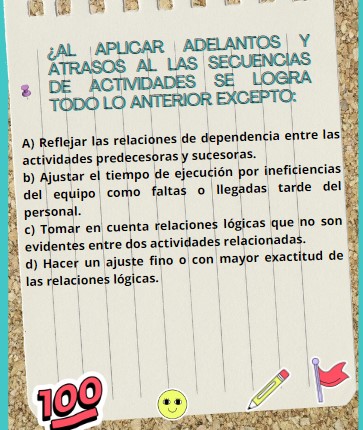 ¿AL APLICAR ADELANTOS Y
ATRASOS AL LAS SECUENCIAS
DE ACTIVIDADES SE LOGRA
TODO LO ANTERIOR EXCEPTO:
A) Reflejar las relaciones de dependencia entre las
actividades predecesoras y sucesoras.
b) Ajustar el tiempo de ejecución por ineficiencias
del equipo como faltas o llegadas tarde del
personal.
c) Tomar en cuenta relaciones lógicas que no son
evidentes entre dos actividades relacionadas.
d) Hacer un ajuste fino o con mayor exactitud de
las relaciones lógicas.
100